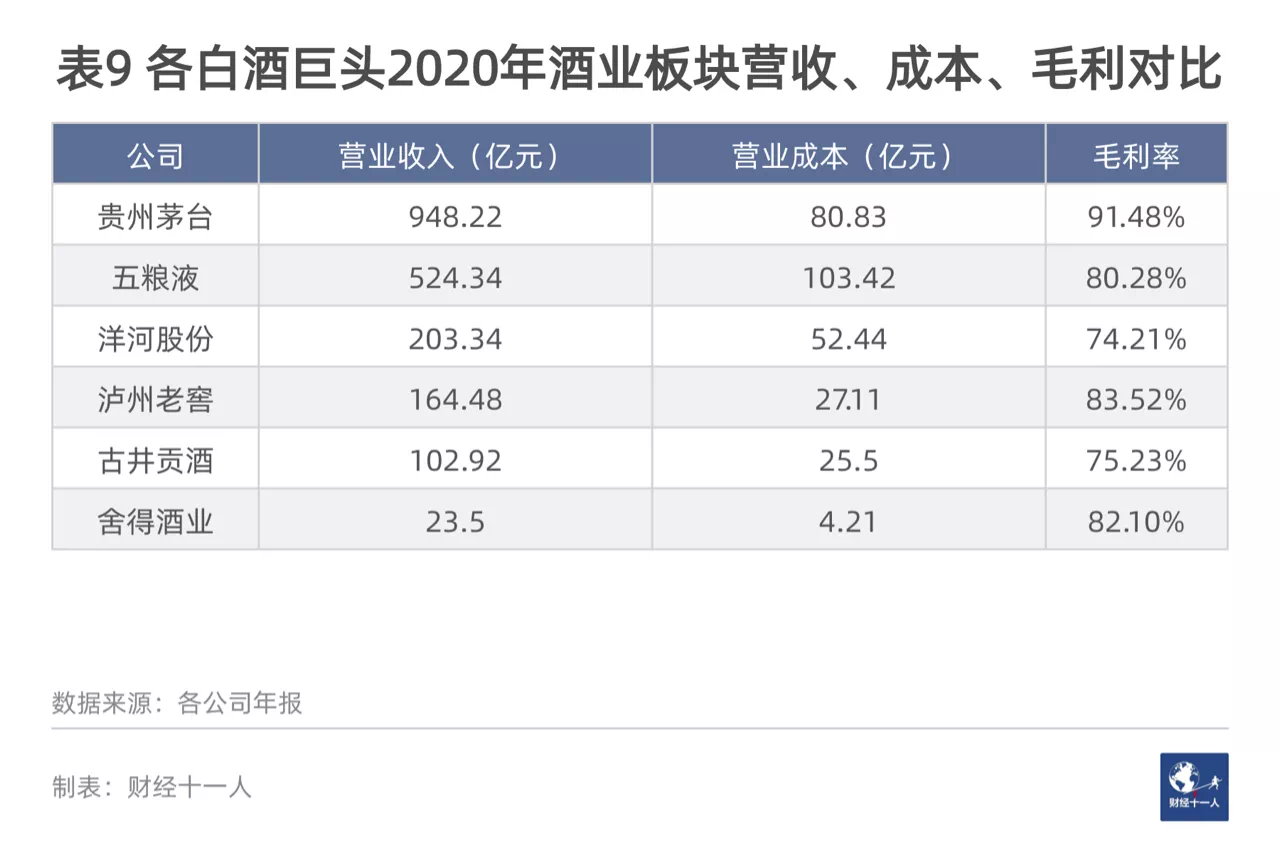 表9 各白酒巨头2020年酒业板块营收、成本、毛利对比
公司 营业收入（亿元） 营业成本（亿元） 毛利率
贵州茅台 948.22 80.83 91.48%
五粮液 524.34 103.42 80.28%
洋河股份 203.34 52.44 74.21%
泸州老窖 164.48 27.11 83.52%
古井贡酒 102.92 25.5 75.23%
舍得酒业 23.5 4.21 82.10%
数据来源：各公司年报
制表：财经十一人
财经十一人